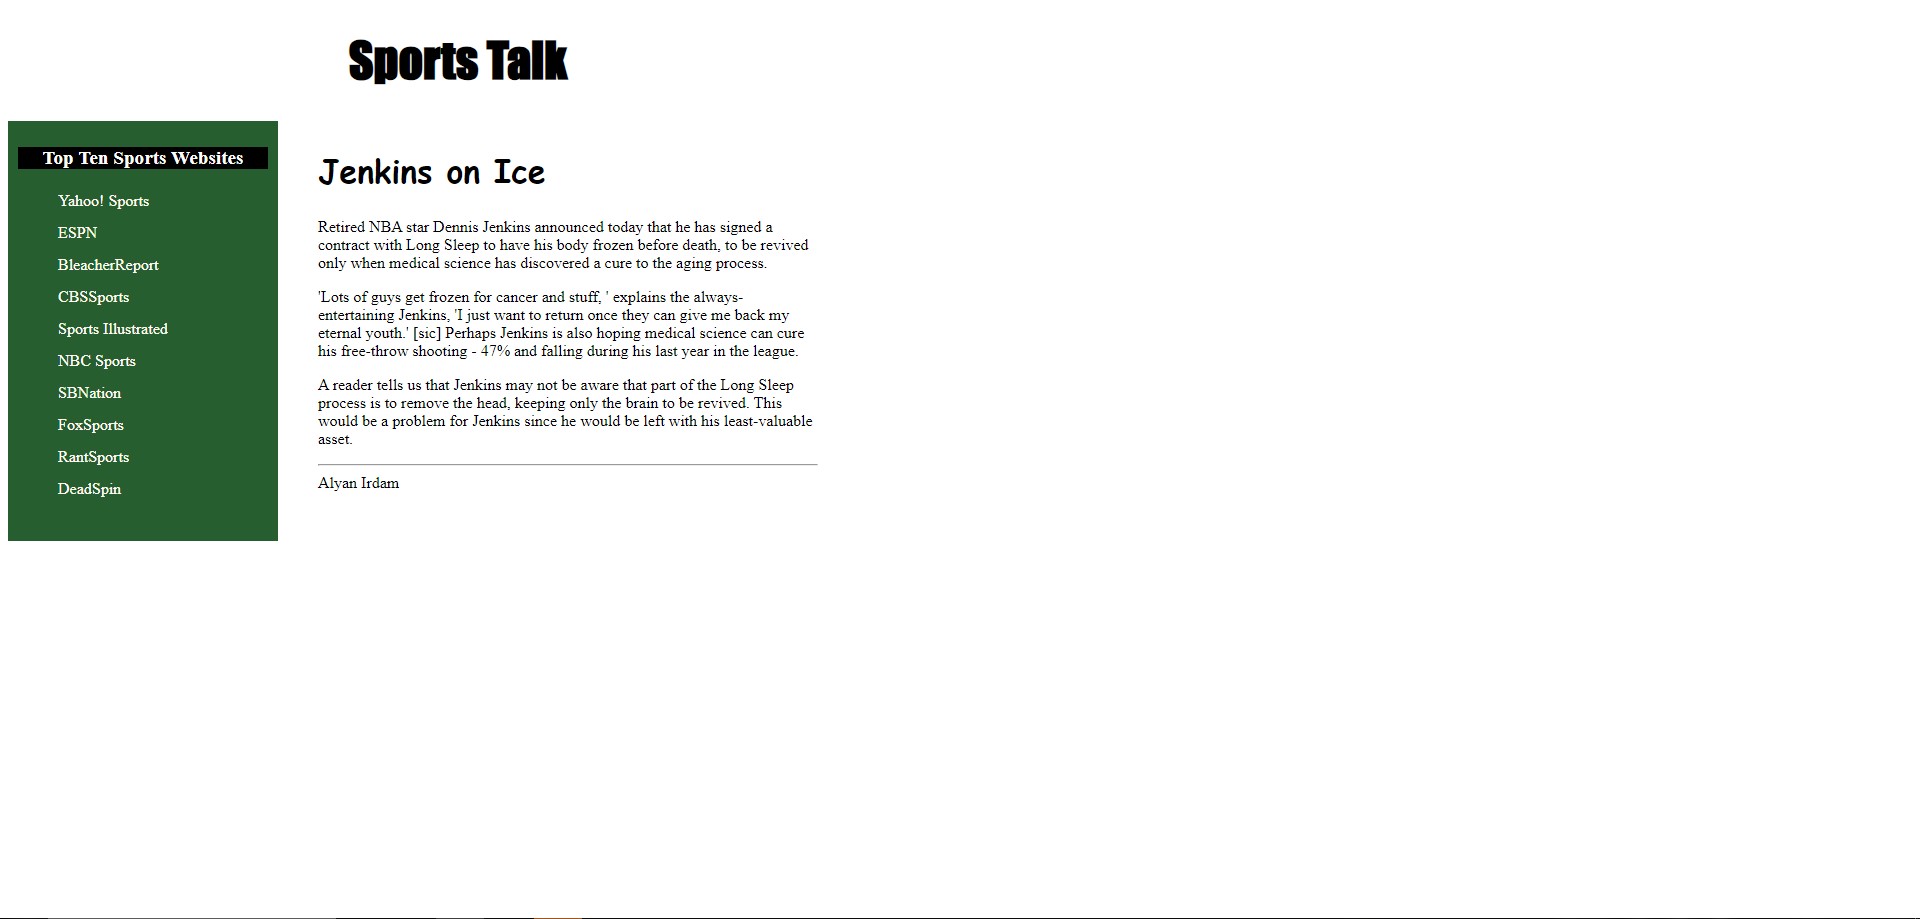 Sports Talk
Top Ten Sports Websites
Yahoo! Sports
ESPN
BleacherReport
CBSSports
Sports Illustrated
NBC Sports
SBNation
FoxSports
RantSports
DeadSpin
Jenkins on Ice
Retired NBA star Dennis Jenkins announced today that he has signed a
contract with Long Sleep to have his body frozen before death, to be revived
only when medical science has discovered a cure to the aging process.
'Lots of guys get frozen for cancer and stuff, ' explains the always-
entertaining Jenkins, 'I just want to return once they can give me back my
eternal youth.' [sic] Perhaps Jenkins is also hoping medical science can cure
his free-throw shooting - 47% and falling during his last year in the league.
A reader tells us that Jenkins may not be aware that part of the Long Sleep
process is to remove the head, keeping only the brain to be revived. This
would be a problem for Jenkins since he would be left with his least-valuable
asset.
Alyan Irdam